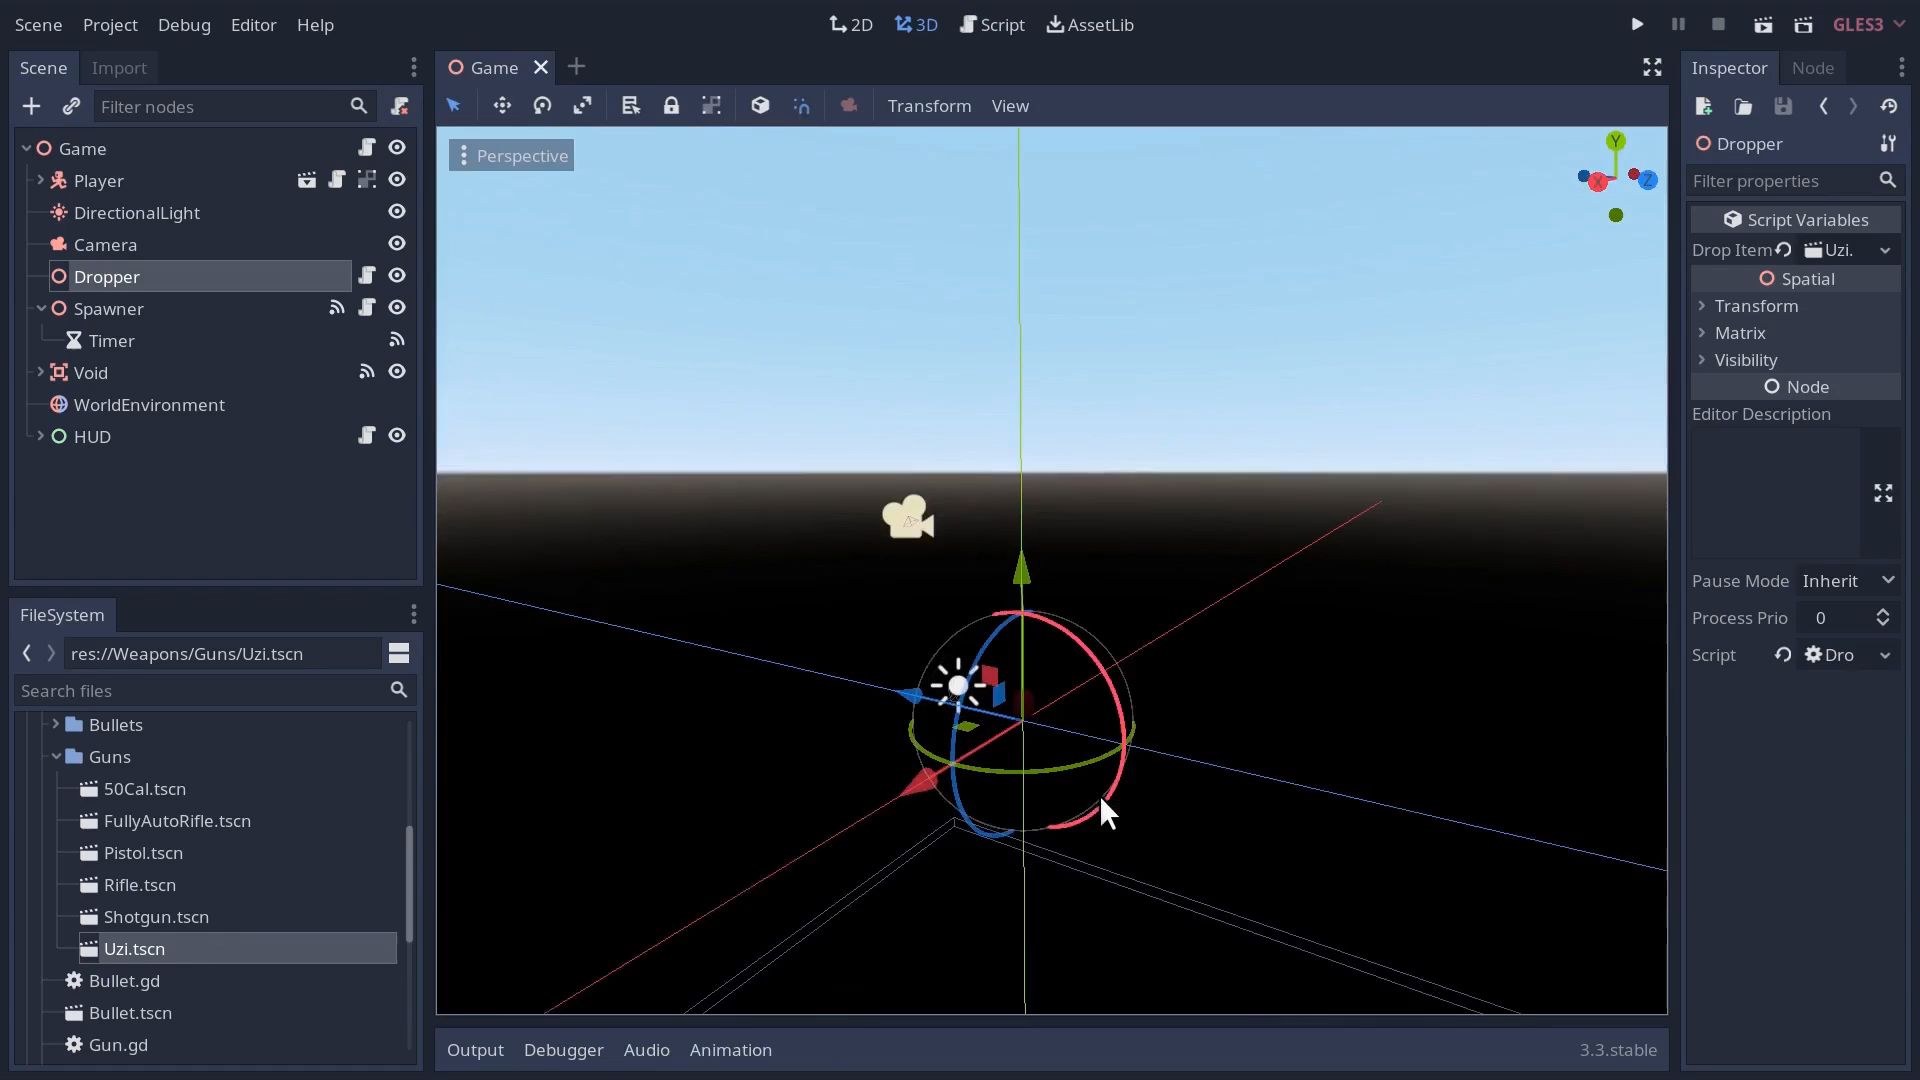 Scene Project Debug Editor Help
2D 3D Script AssetLib
GLES3
Scene Import
Filter nodes
Game
Player
DirectionalLight
Camera
Dropper
Spawner
Timer
Void
WorldEnvironment
HUD
FileSystem
res://Weapons/Guns/Uzi.tscn
Search files
Bullets
Guns
50Cal.tscn
FullyAutoRifle.tscn
Pistol.tscn
Rifle.tscn
Shotgun.tscn
Uzi.tscn
Bullet.gd
Bullet.tscn
Gun.gd
Game
Transform View
Perspective
Y
X
Z
Output Debugger Audio Animation
3.3.stable
Inspector Node
Dropper
Filter properties
Script Variables
Drop Item Uzi.
Spatial
Transform
Matrix
Visibility
Node
Editor Description
Pause Mode Inherit
Process Prio 0
Script Dro